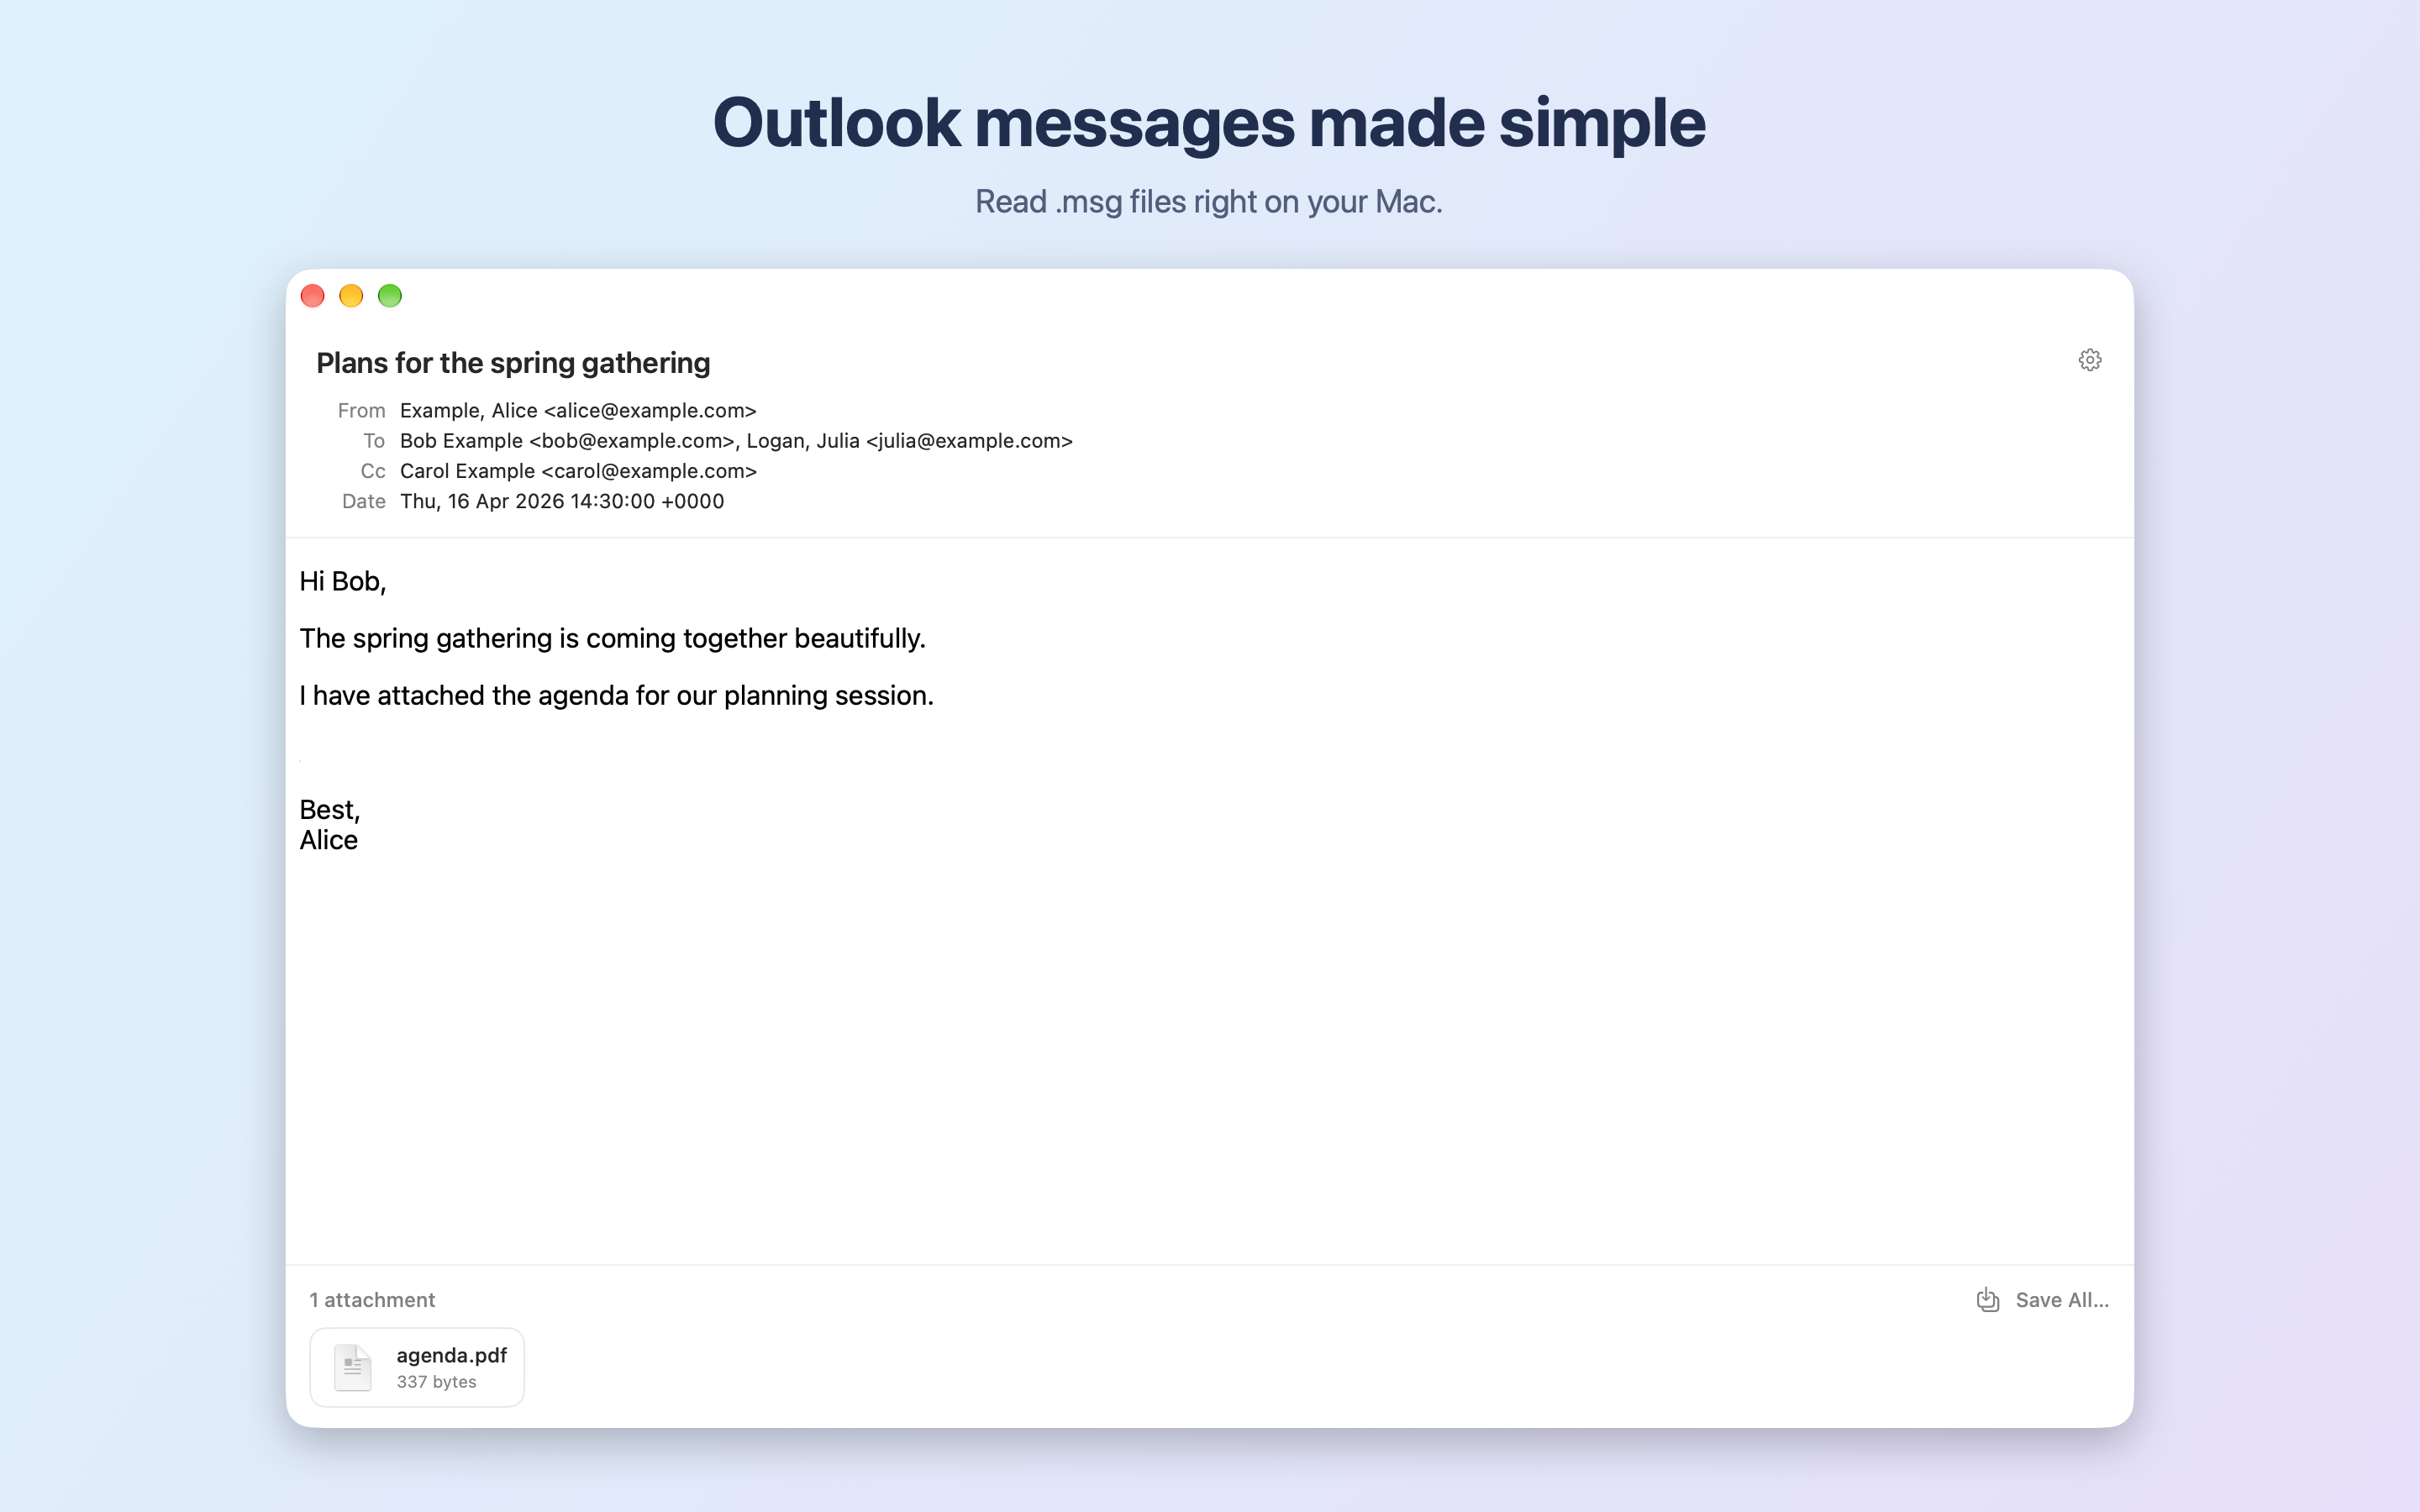 Outlook messages made simple
Read .msg files right on your Mac.
Plans for the spring gathering
From Example, Alice <alice@example.com>
To Bob Example <bob@example.com>, Logan, Julia <julia@example.com>
Cc Carol Example <carol@example.com>
Date Thu, 16 Apr 2026 14:30:00 +0000
Hi Bob,
The spring gathering is coming together beautifully.
I have attached the agenda for our planning session.
Best,
Alice
1 attachment
Save All...
agenda.pdf
337 bytes